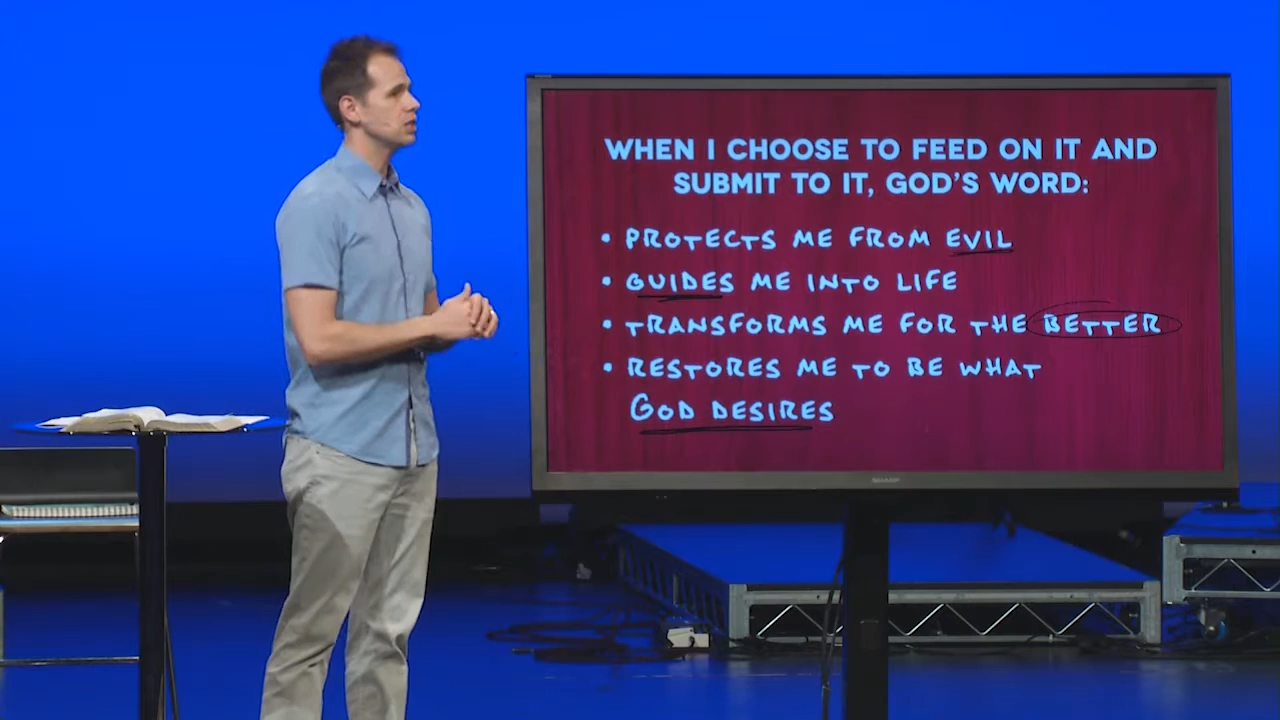 WHEN I CHOOSE TO FEED ON IT AND
SUBMIT TO IT, GOD'S WORD:
• PROTECTS ME FROM EVIL
• GUIDES ME INTO LIFE
• TRANSFORMS ME FOR THE BETTER
• RESTORES ME TO BE WHAT
GOD DESIRES
SHARP